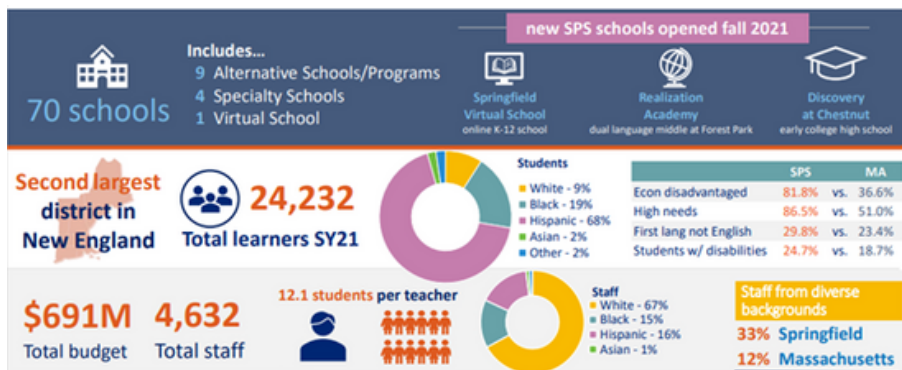 new SPS schools opened fall 2021
70 schools
Includes...
9 Alternative Schools/Programs
4 Specialty Schools
1 Virtual School
Springfield
Virtual School
online K-12 school
Realization
Academy
dual language middle at Forest Park
Discovery
at Chestnut
early college high school
Second largest
district in
New England
24,232
Total learners SY21
Students
White - 9%
Black - 19%
Hispanic - 68%
Asian - 2%
Other - 2%
SPS MA
Econ disadvantaged 81.8% vs. 36.6%
High needs 86.5% vs. 51.0%
First lang not English 29.8% vs. 23.4%
Students w/ disabilities 24.7% vs. 18.7%
$691M
Total budget
4,632
Total staff
12.1 students per teacher
Staff
White - 67%
Black - 15%
Hispanic - 16%
Asian - 1%
Staff from diverse
backgrounds
33% Springfield
12% Massachusetts